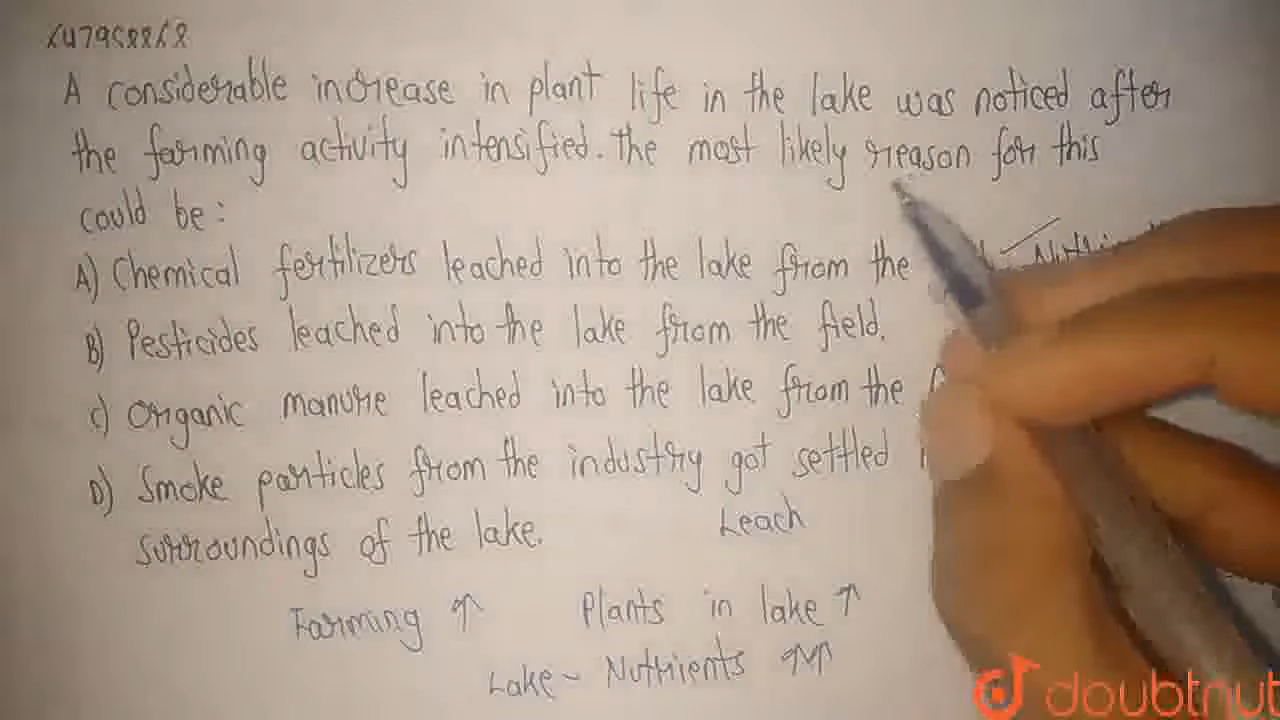 A considerable increase in plant life in the lake was noticed after
the farming activity intensified. The most likely reason for this
could be:
A) Chemical fertilizers leached into the lake from the
B) Pesticides leached into the lake from the field.
C) Organic manure leached into the lake from the
D) Smoke particles from the industry got settled
surroundings of the lake.
Leach
Farming ↑ Plants in lake ↑
Lake - Nutrients ↑↑↑
doubtnut